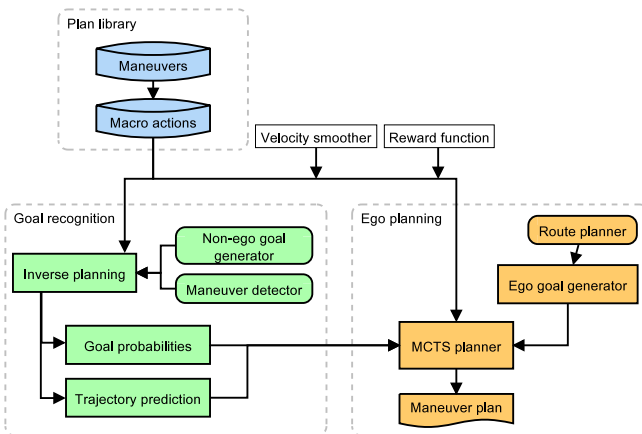 Plan library
Maneuvers
Macro actions
Velocity smoother
Reward function
Goal recognition
Ego planning
Non-ego goal
generator
Route planner
Inverse planning
Maneuver detector
Ego goal generator
Goal probabilities
MCTS planner
Trajectory prediction
Maneuver plan